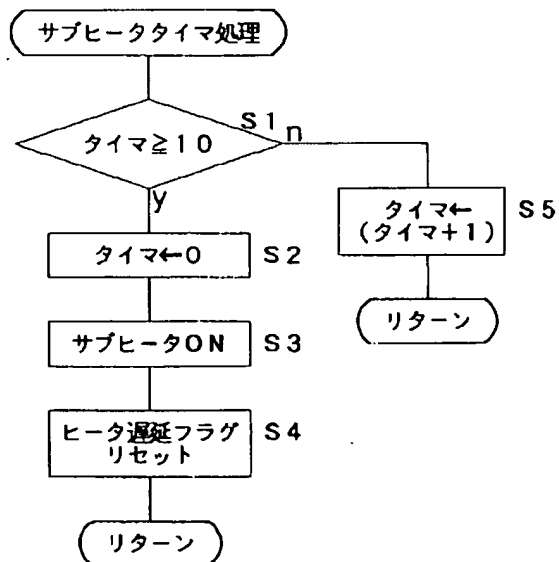 サブヒータタイマ処理
S1
タイマ≧10
n
y
タイマ←
(タイマ+1)
S5
タイマ←0
S2
リターン
サブヒータON
S3
ヒータ遅延フラグ
リセット
S4
リターン